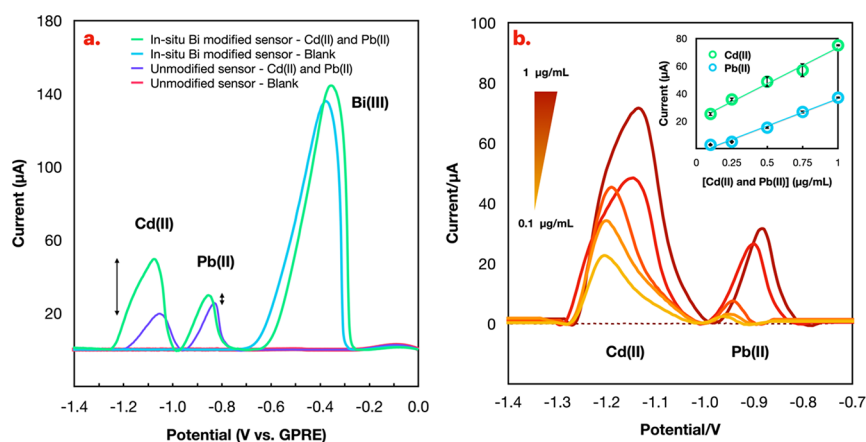 a.
In-situ Bi modified sensor - Cd(II) and Pb(II)
In-situ Bi modified sensor - Blank
Unmodified sensor - Cd(II) and Pb(II)
Unmodified sensor - Blank
180
140
100
60
20
Current (µA)
Cd(II)
Pb(II)
Bi(III)
-1.4
-1.2
-1.0
-0.8
-0.6
-0.4
-0.2
0.0
Potential (V vs. GPRE)
b.
100
80
60
40
20
0
Current/µA
1 µg/mL
0.1 µg/mL
80
60
40
20
Current (µA)
Cd(II)
Pb(II)
0
0.25
0.5
0.75
1
[Cd(II) and Pb(II)] (µg/mL)
Cd(II)
Pb(II)
-1.4
-1.3
-1.2
-1.1
-1.0
-0.9
-0.8
-0.7
Potential/V